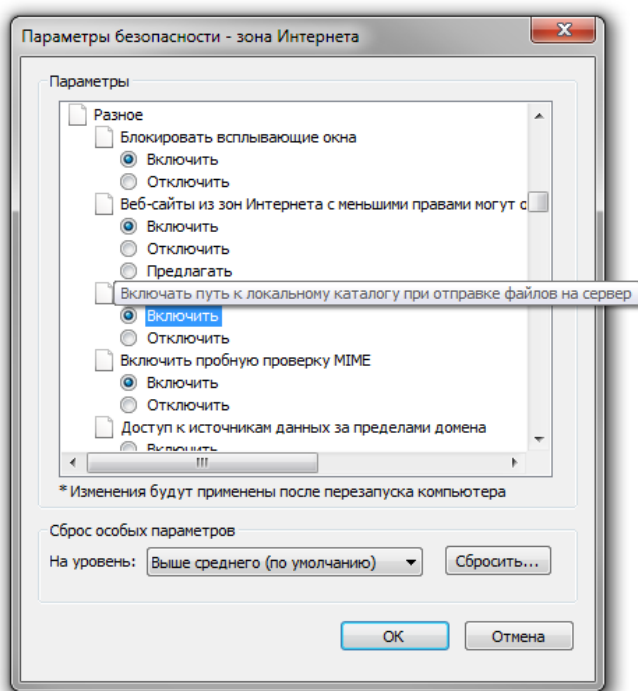 Параметры безопасности - зона Интернета
Параметры
Разное
Блокировать всплывающие окна
Включить
Отключить
Веб-сайты из зон Интернета с меньшими правами могут
Включить
Отключить
Предлагать
Включать путь к локальному каталогу при отправке файлов на сервер
Включить
Отключить
Включить пробную проверку MIME
Включить
Отключить
Доступ к источникам данных за пределами домена
Включить
* Изменения будут применены после перезапуска компьютера
Сброс особых параметров
На уровень: Выше среднего (по умолчанию) Сбросить...
OK Отмена